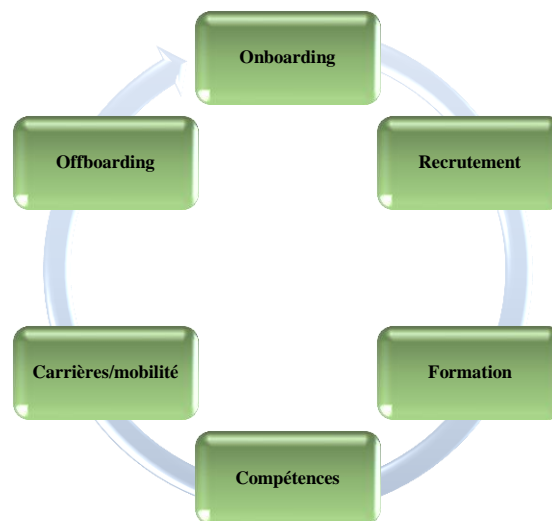 Onboarding
Recrutement
Formation
Compétences
Carrières/mobilité
Offboarding